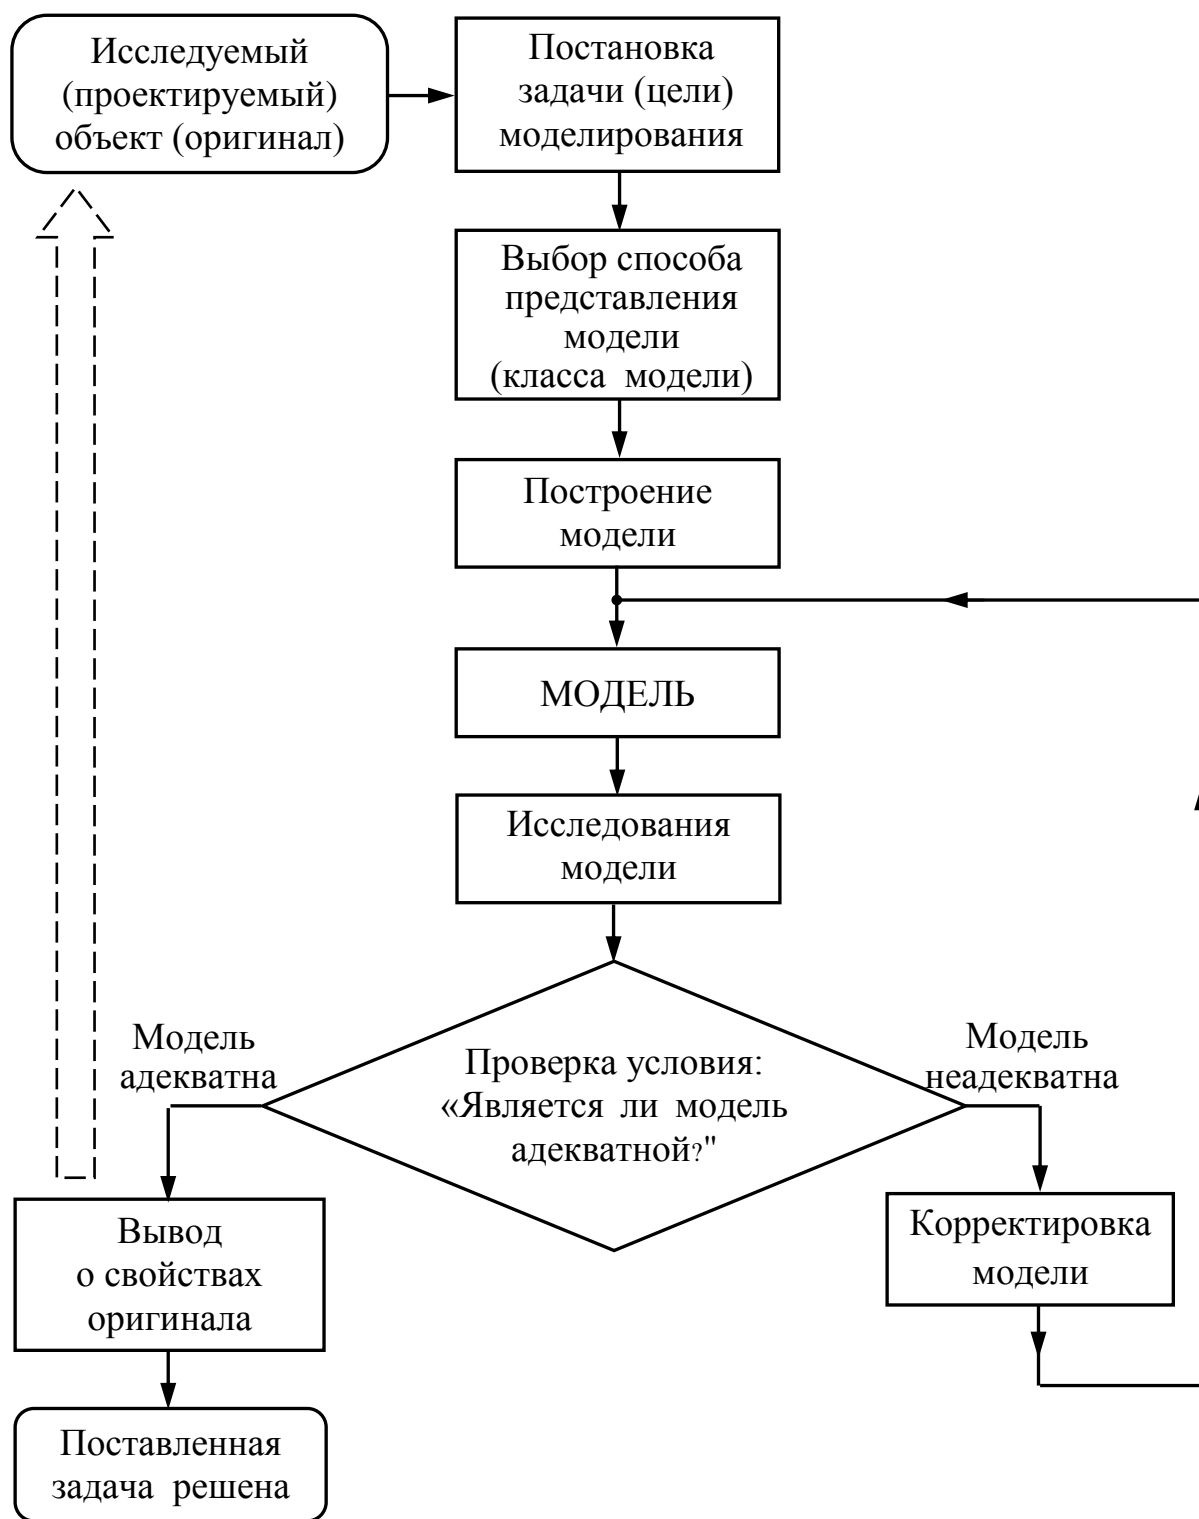 Исследуемый
(проектируемый)
объект (оригинал)
Постановка
задачи (цели)
моделирования
Выбор способа
представления
модели
(класса модели)
Построение
модели
МОДЕЛЬ
Исследования
модели
Модель
адекватна
Проверка условия:
«Является ли модель
адекватной?"
Модель
неадекватна
Вывод
о свойствах
оригинала
Корректировка
модели
Поставленная
задача решена